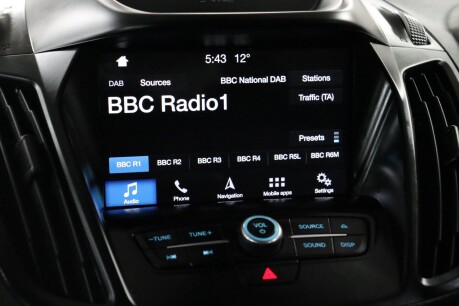 5:43 12°
DAB Sources BBC National DAB Stations
BBC Radio1
Traffic (TA)
Presets
BBC R1 BBC R2 BBC R3 BBC R4 BBC R5L BBC R6M
Audio Phone Navigation Mobile apps Settings
−TUNE TUNE+ VOL SOURCE
SOUND DISP